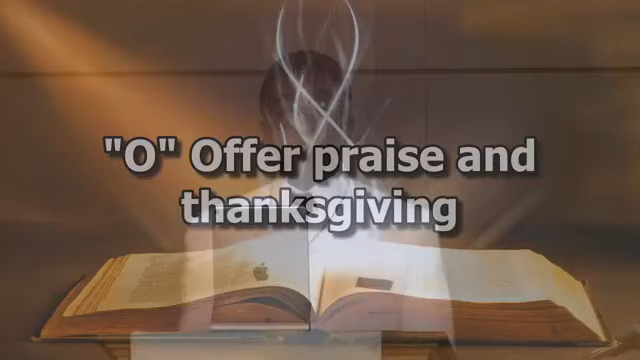 "O" Offer praise and
thanksgiving